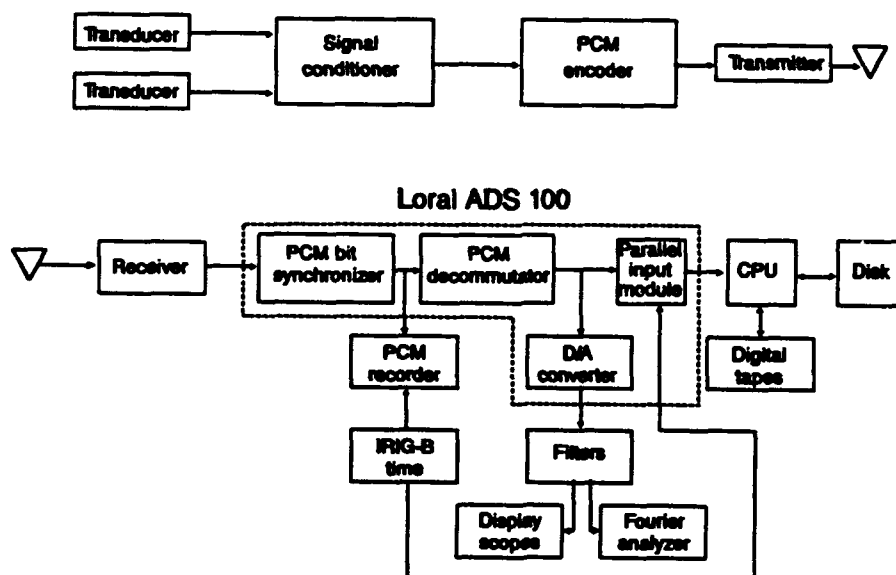 Transducer
Signal
conditioner
PCM
encoder
Transmitter
Transducer
Loral ADS 100
Receiver
PCM bit
synchronizer
PCM
decommutator
Parallel
input
module
CPU
Disk
PCM
recorder
D/A
converter
Digital
tapes
IRIG-B
time
Filters
Display
scopes
Fourier
analyzer